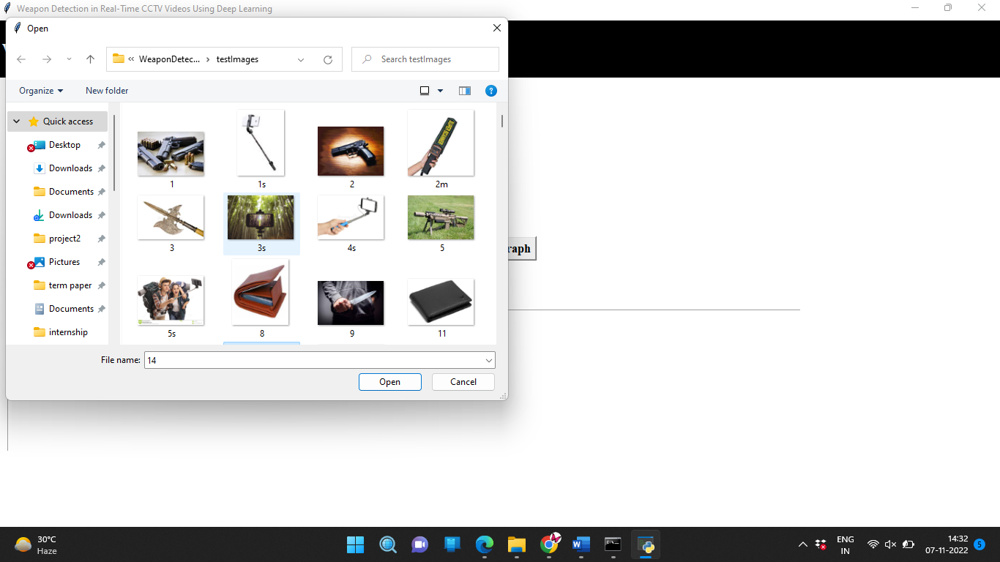 Weapon Detection in Real-Time CCTV Videos Using Deep Learning
Open
« WeaponDetec... › testImages
Search testImages
Organize
New folder
Quick access
Desktop
Downloads
Documents
Downloads
project2
Pictures
term paper
Documents
internship
1
1s
2
2m
SUPER SCANNER
3
3s
4s
5
5s
8
9
11
raph
File name:
14
Open
Cancel
30°C
Haze
ENG
IN
14:32
07-11-2022
5